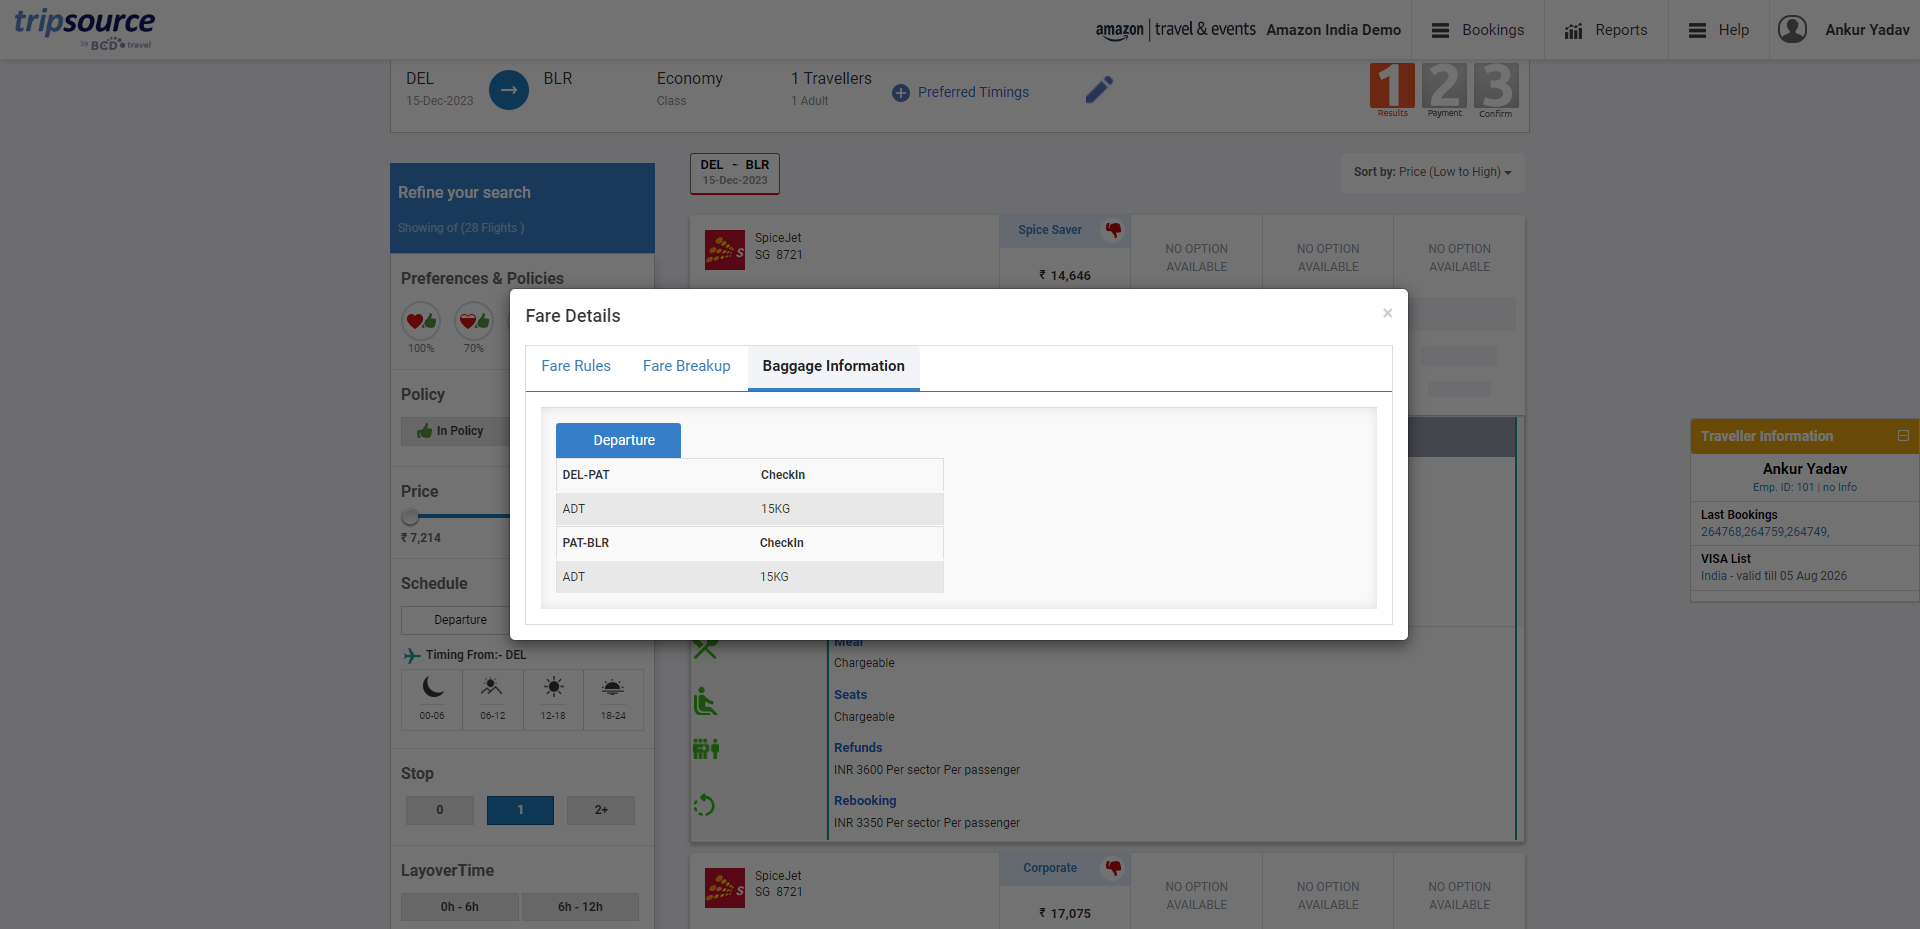 tripsource
by BCD travel
amazon | travel & events
Amazon India Demo
Bookings
Reports
Help
Ankur Yadav
DEL
15-Dec-2023
BLR
Economy
Class
1 Travellers
1 Adult
Preferred Timings
1 2 3
Results
Payment
Confirm
Refine your search
Showing of (28 Flights )
DEL - BLR
15-Dec-2023
Sort by: Price (Low to High)
Preferences & Policies
100%
70%
Policy
In Policy
Price
₹ 7,214
Schedule
Departure
Timing From:- DEL
00-06
06-12
12-18
18-24
Stop
0
1
2+
LayoverTime
0h - 6h
6h - 12h
SpiceJet
SG 8721
Spice Saver
₹ 14,646
NO OPTION
AVAILABLE
NO OPTION
AVAILABLE
NO OPTION
AVAILABLE
Fare Details
×
Fare Rules
Fare Breakup
Baggage Information
Departure
DEL-PAT
CheckIn
ADT
15KG
PAT-BLR
CheckIn
ADT
15KG
Meal
Chargeable
Seats
Chargeable
Refunds
INR 3600 Per sector Per passenger
Rebooking
INR 3350 Per sector Per passenger
SpiceJet
SG 8721
Corporate
₹ 17,075
NO OPTION
AVAILABLE
NO OPTION
AVAILABLE
NO OPTION
AVAILABLE
Traveller Information
Ankur Yadav
Emp. ID: 101 | no Info
Last Bookings
264768,264759,264749,
VISA List
India - valid till 05 Aug 2026